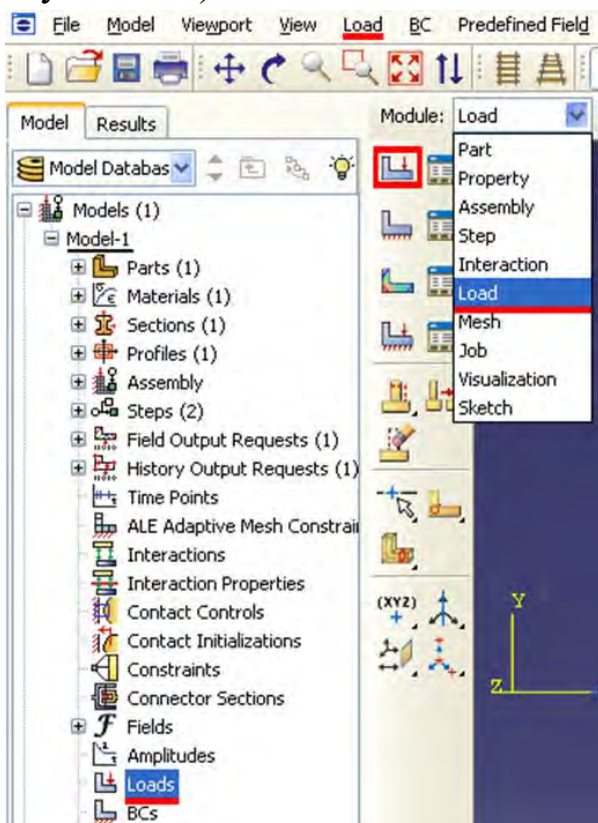 File Model Viewport View Load BC Predefined Field
Model Results
Module: Load
Model Databas
Part
Property
Assembly
Step
Interaction
Load
Mesh
Job
Visualization
Sketch
Models (1)
Model-1
Parts (1)
Materials (1)
Sections (1)
Profiles (1)
Assembly
Steps (2)
Field Output Requests (1)
History Output Requests (1)
Time Points
ALE Adaptive Mesh Constrai
Interactions
Interaction Properties
Contact Controls
Contact Initializations
Constraints
Connector Sections
Fields
Amplitudes
Loads
BCs
(XYZ)
Y
Z